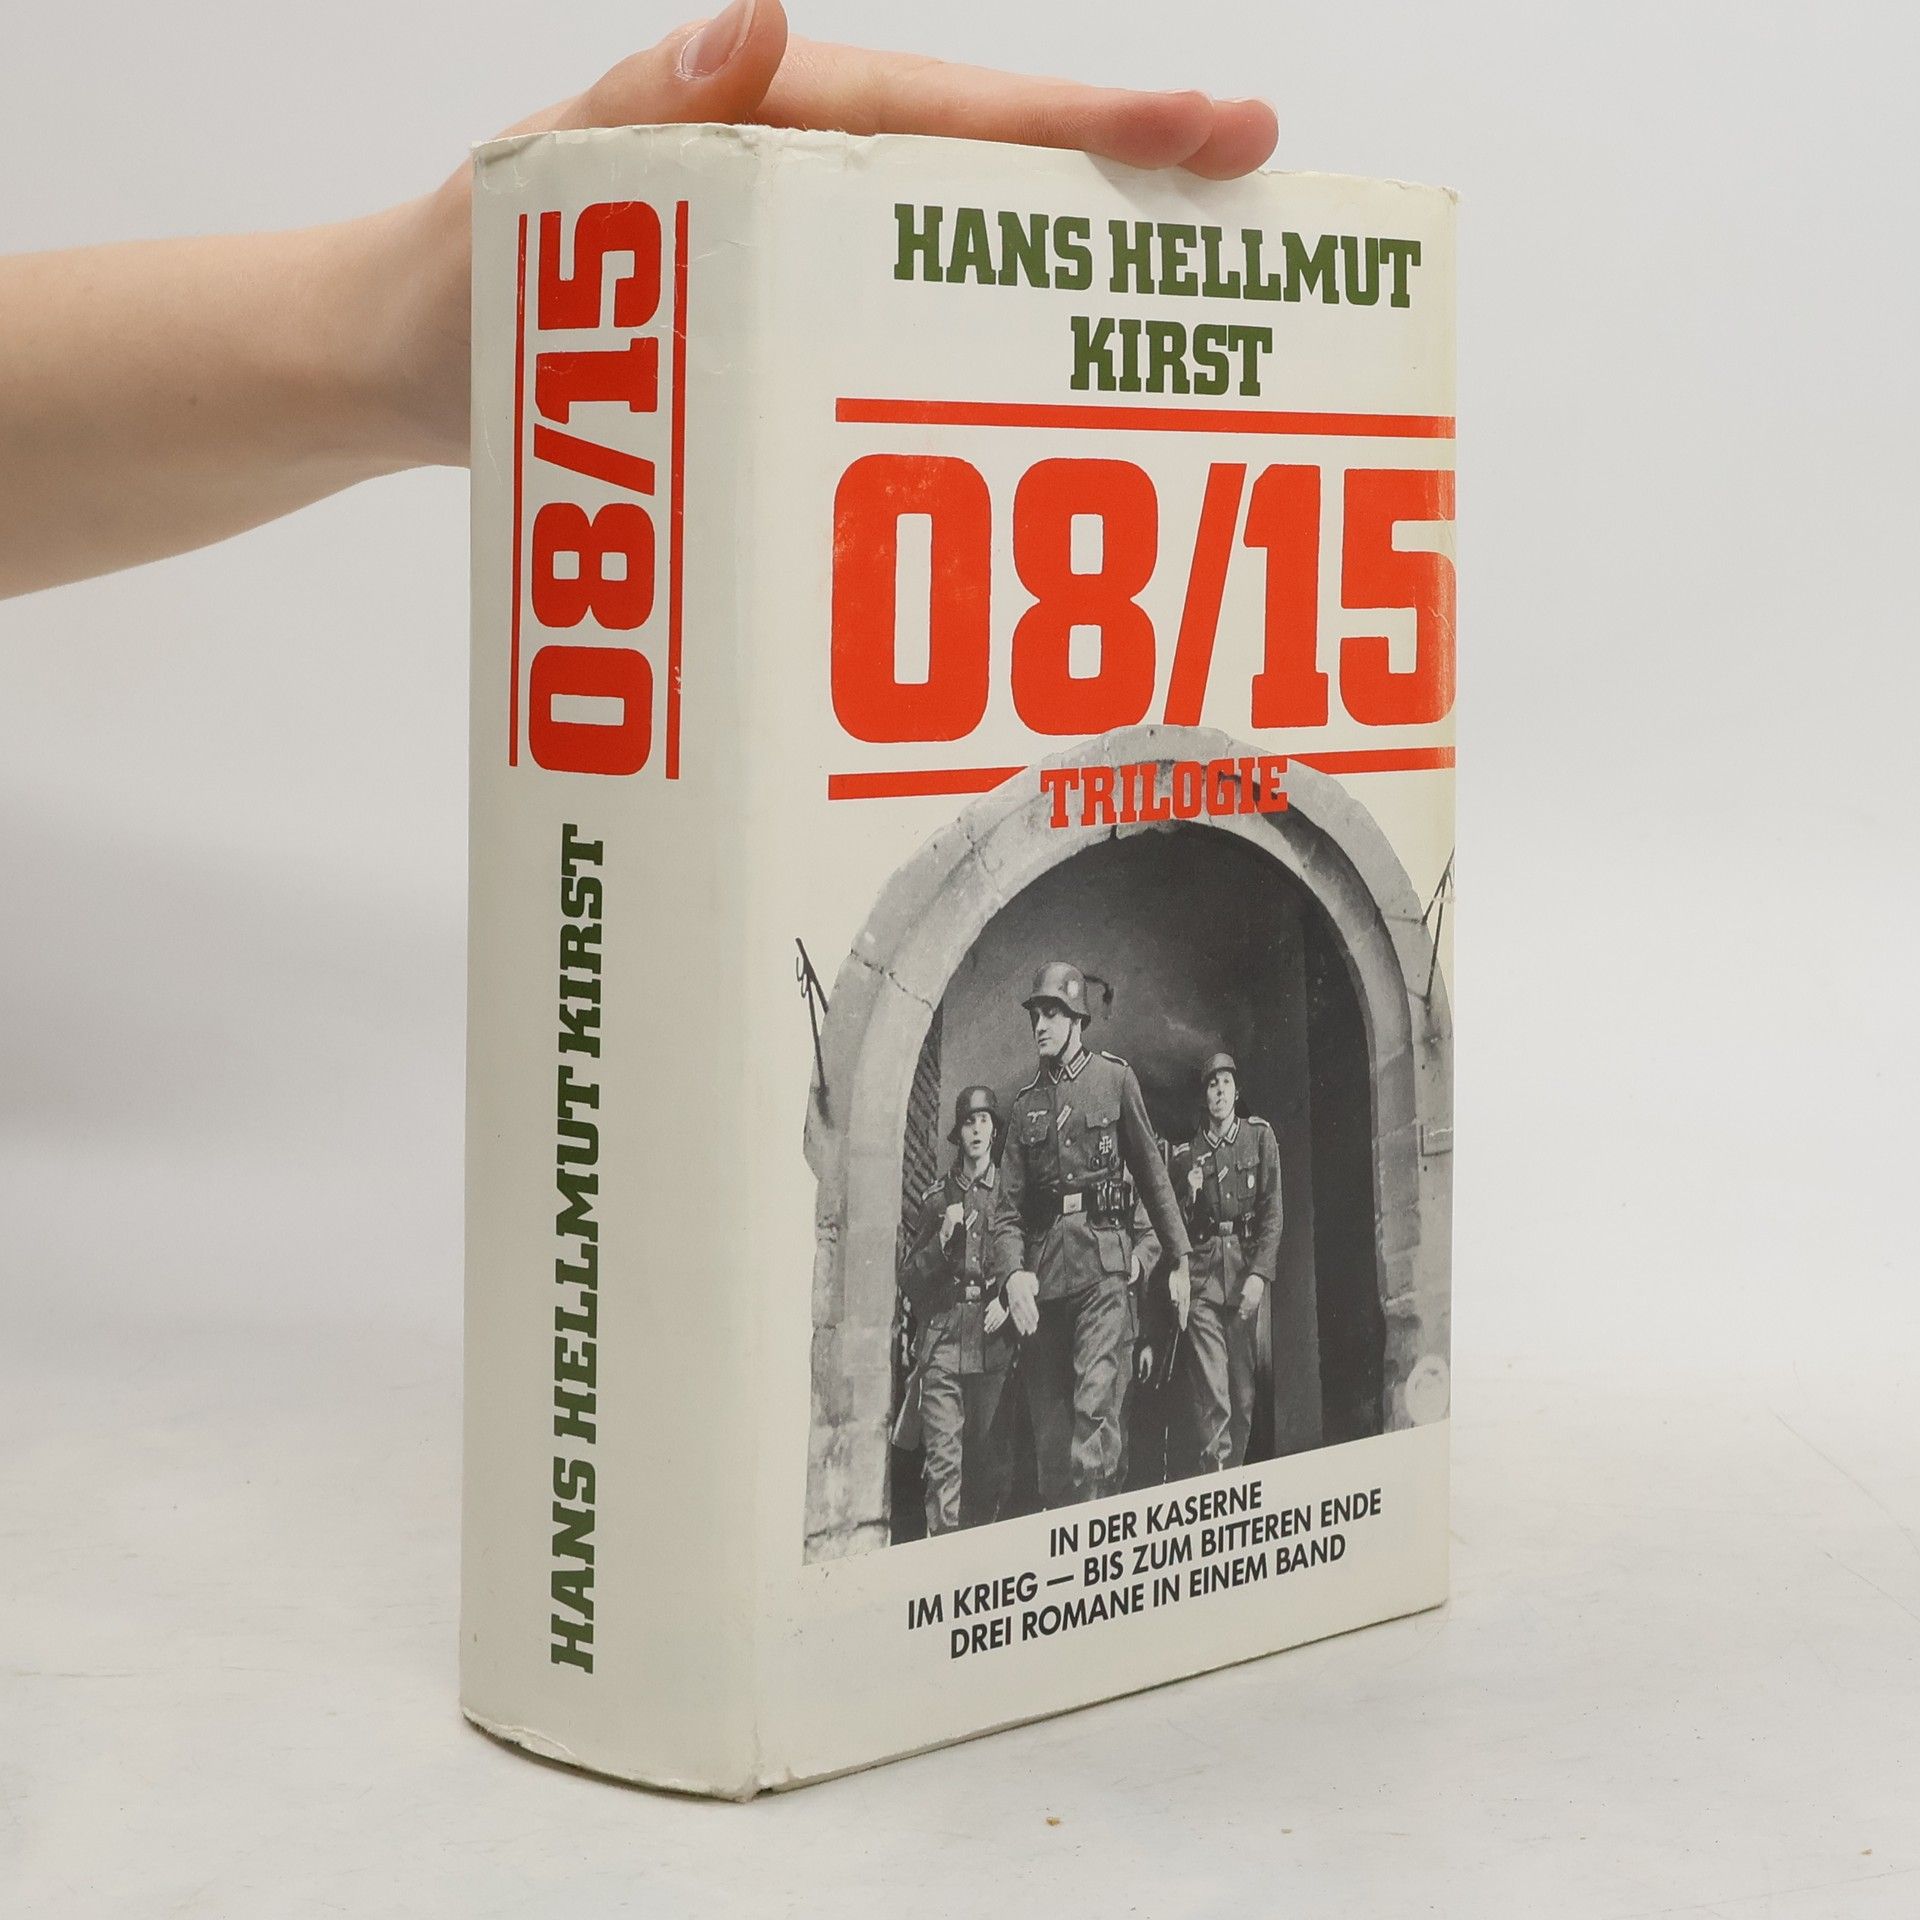 08/15
HANS HELLMUT KIRST
HANS HELLMUT
KIRST
08/15
TRILOGIE
IN DER KASERNE
IM KRIEG — BIS ZUM BITTEREN ENDE
DREI ROMANE IN EINEM BAND